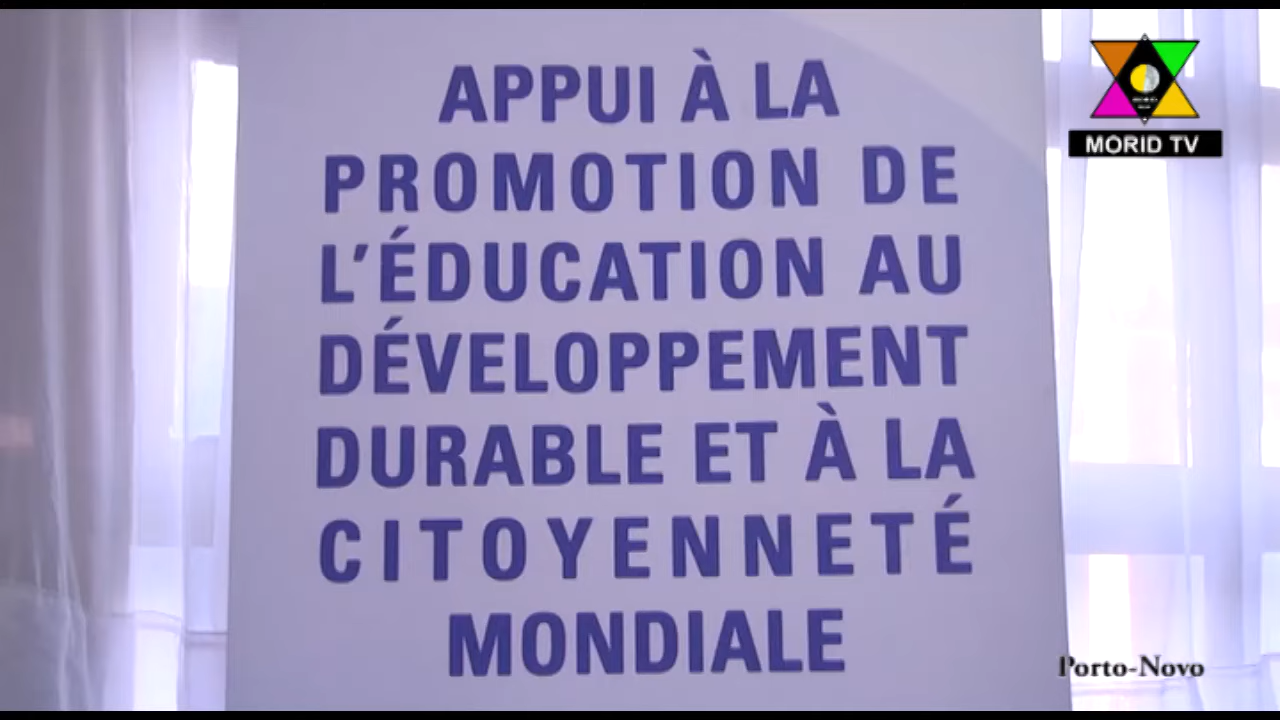 APPUI À LA
PROMOTION DE
L'ÉDUCATION AU
DÉVELOPPEMENT
DURABLE ET À LA
CITOYENNETÉ
MONDIALE
MORID TV
Porto-Novo